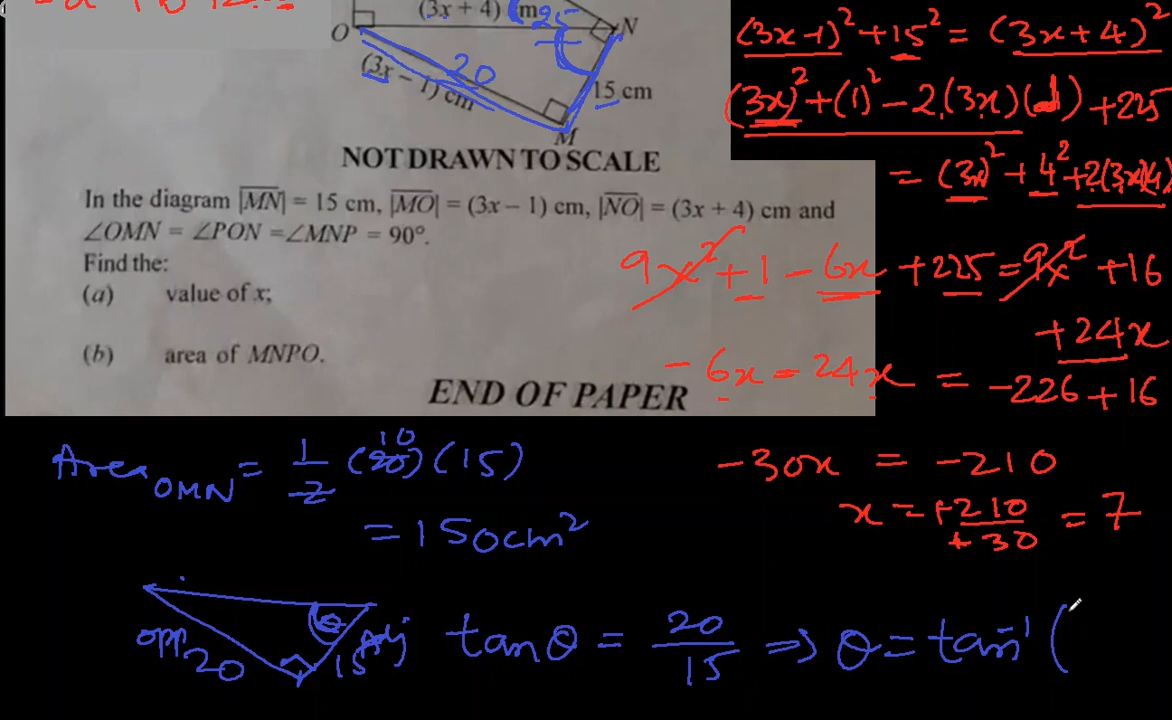 (3x + 4) cm 25
O N
(3x – 1) cm 20
15 cm
M
NOT DRAWN TO SCALE
In the diagram |MN| = 15 cm, |MO| = (3x – 1) cm, |NO| = (3x + 4) cm and
∠OMN = ∠PON =∠MNP = 90°.
Find the:
(a) value of x;
(b) area of MNPO.
END OF PAPER
(3x-1)² + 15² = (3x+4)²
(3x)² + (1)² - 2(3x)(1) + 225
= (3x)² + 4² + 2(3x)(4)
9x² + 1 - 6x + 225 = 9x² + 16
+ 24x
- 6x - 24x = -226 + 16
-30x = -210
x = +210/+30 = 7
Area OMN = 1/2 (20) 10 (15)
= 150cm²
opp 20 θ 15 Adj
tanθ = 20/15 ⇒ θ = tan⁻¹ (